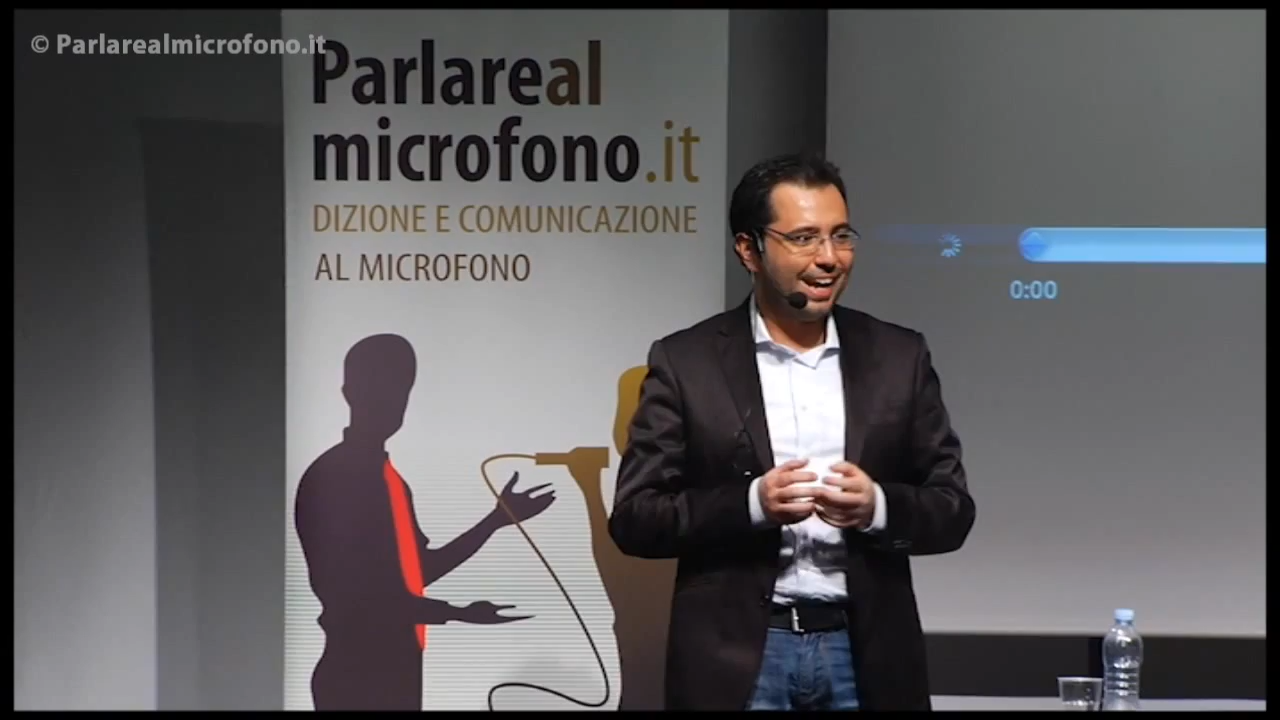 © Parlarealmicrofono.it
Parlareal
microfono.it
DIZIONE E COMUNICAZIONE
AL MICROFONO
0:00